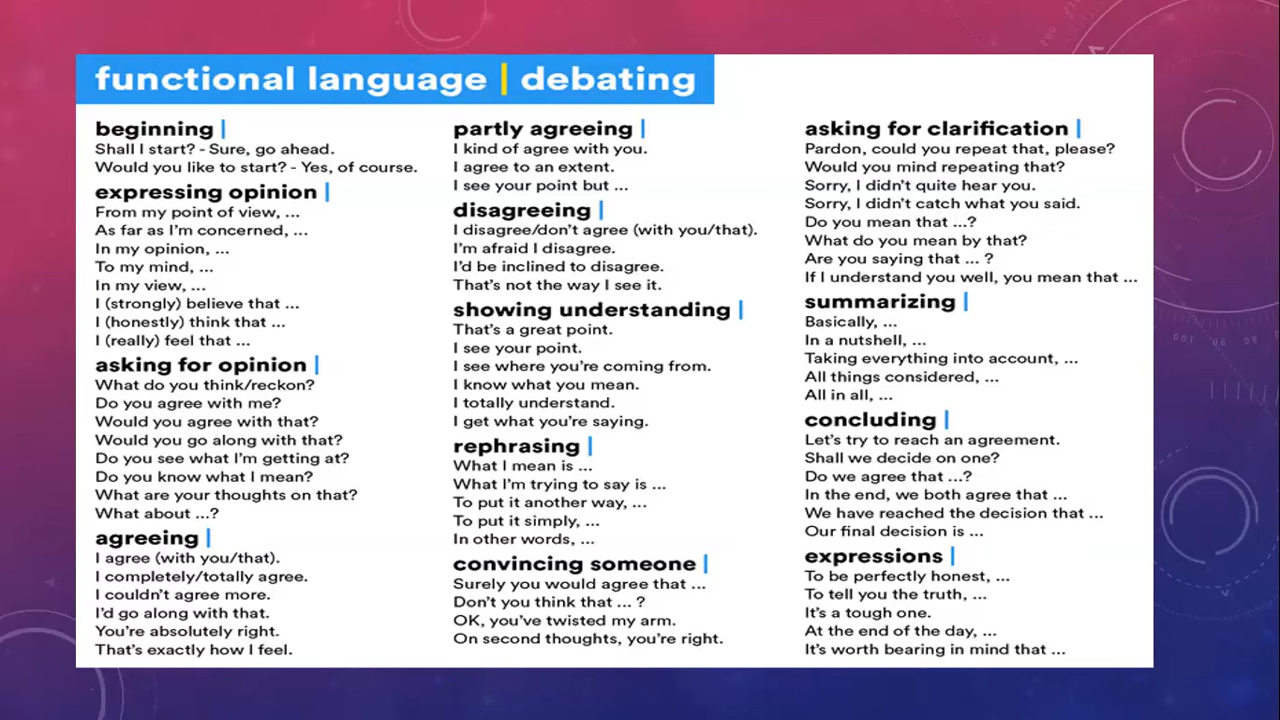 functional language | debating
beginning |
Shall I start? - Sure, go ahead.
Would you like to start? - Yes, of course.
expressing opinion |
From my point of view, ...
As far as I'm concerned, ...
In my opinion, ...
To my mind, ...
In my view, ...
I (strongly) believe that ...
I (honestly) think that ...
I (really) feel that ...
asking for opinion |
What do you think/reckon?
Do you agree with me?
Would you agree with that?
Would you go along with that?
Do you see what I'm getting at?
Do you know what I mean?
What are your thoughts on that?
What about ...?
agreeing |
I agree (with you/that).
I completely/totally agree.
I couldn't agree more.
I'd go along with that.
You're absolutely right.
That's exactly how I feel.
partly agreeing |
I kind of agree with you.
I agree to an extent.
I see your point but ...
disagreeing |
I disagree/don't agree (with you/that).
I'm afraid I disagree.
I'd be inclined to disagree.
That's not the way I see it.
showing understanding |
That's a great point.
I see your point.
I see where you're coming from.
I know what you mean.
I totally understand.
I get what you're saying.
rephrasing |
What I mean is ...
What I'm trying to say is ...
To put it another way, ...
To put it simply, ...
In other words, ...
convincing someone |
Surely you would agree that ...
Don't you think that ... ?
OK, you've twisted my arm.
On second thoughts, you're right.
asking for clarification |
Pardon, could you repeat that, please?
Would you mind repeating that?
Sorry, I didn't quite hear you.
Sorry, I didn't catch what you said.
Do you mean that ...?
What do you mean by that?
Are you saying that ... ?
If I understand you well, you mean that ...
summarizing |
Basically, ...
In a nutshell, ...
Taking everything into account, ...
All things considered, ...
All in all, ...
concluding |
Let's try to reach an agreement.
Shall we decide on one?
Do we agree that ...?
In the end, we both agree that ...
We have reached the decision that ...
Our final decision is ...
expressions |
To be perfectly honest, ...
To tell you the truth, ...
It's a tough one.
At the end of the day, ...
It's worth bearing in mind that ...